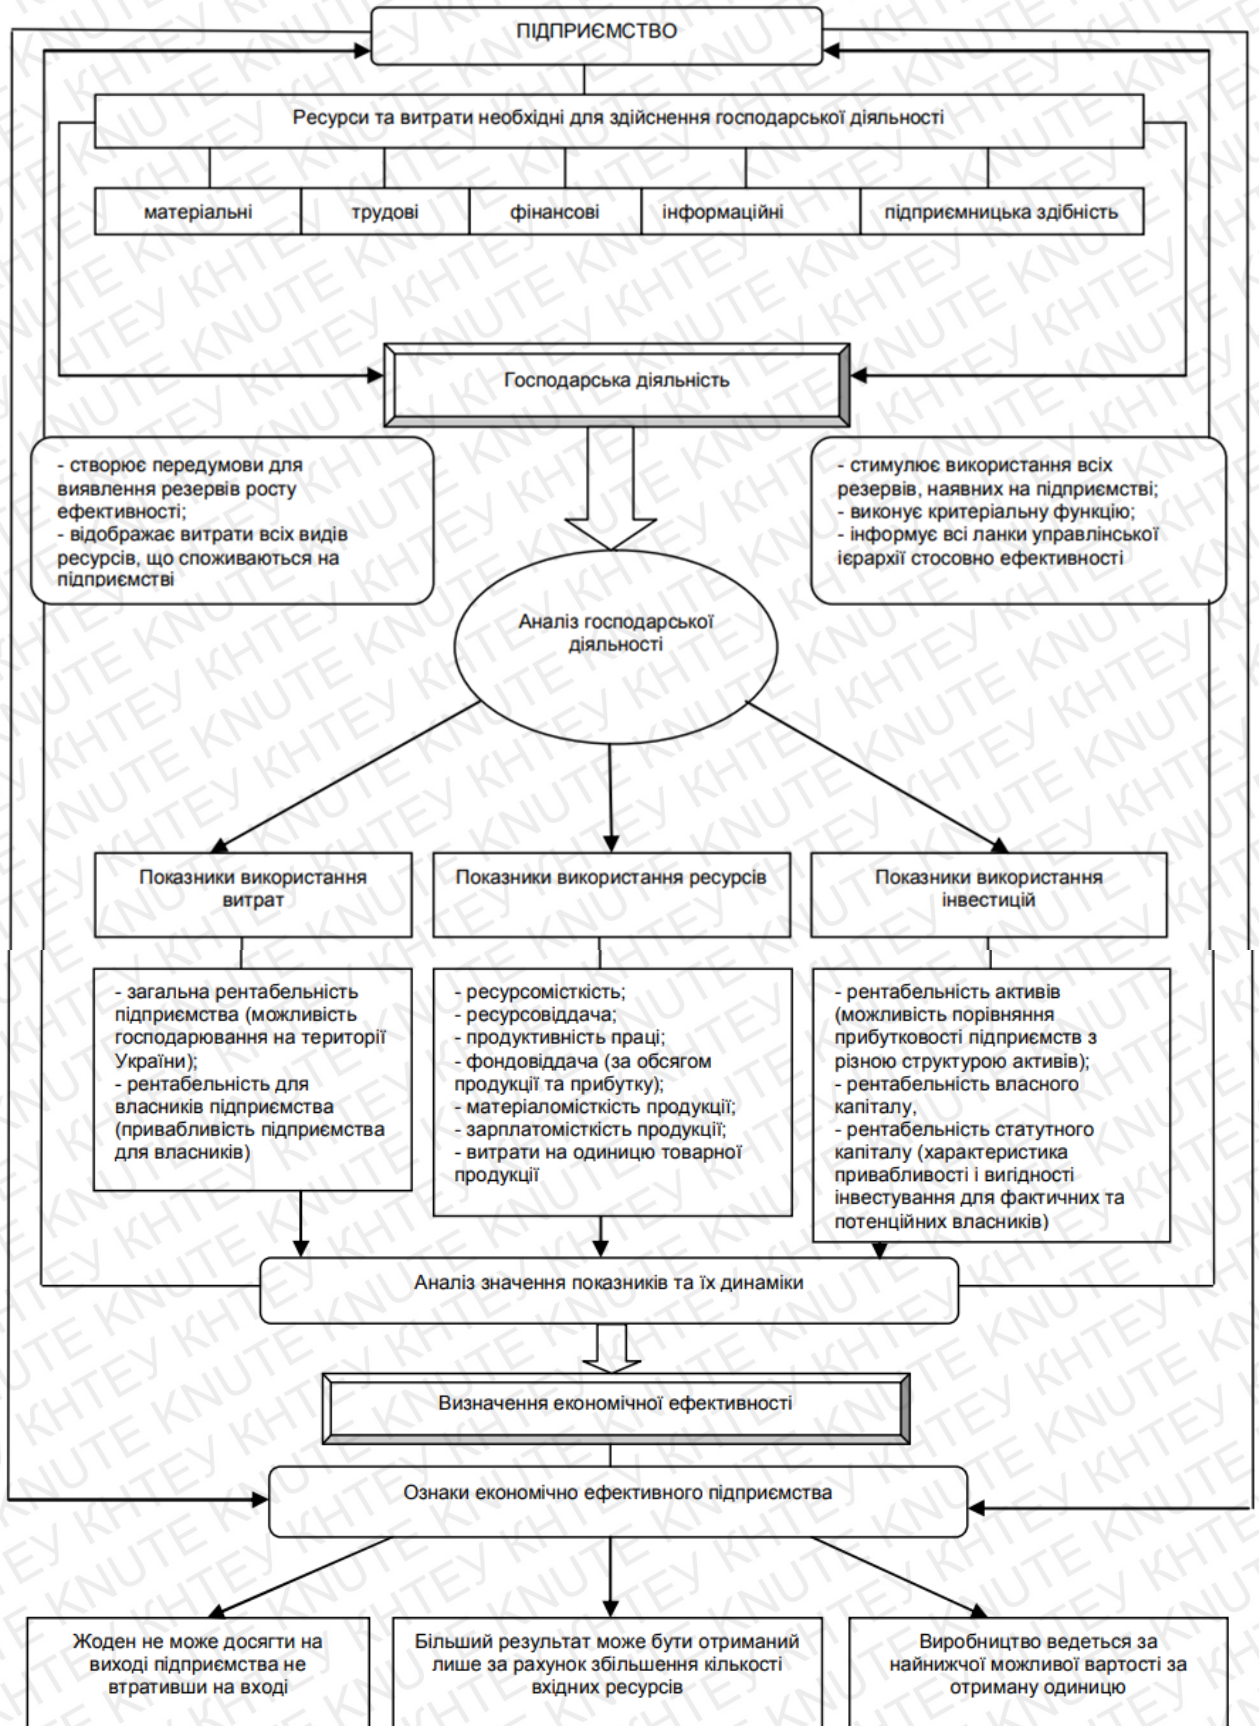 ПІДПРИЄМСТВО
Ресурси та витрати необхідні для здійснення господарської діяльності
матеріальні
трудові
фінансові
інформаційні
підприємницька здібність
Господарська діяльність
- створює передумови для
виявлення резервів росту
ефективності;
- відображає витрати всіх видів
ресурсів, що споживаються на
підприємстві
- стимулює використання всіх
резервів, наявних на підприємстві;
- виконує критеріальну функцію;
- інформує всі ланки управлінської
ієрархії стосовно ефективності
Аналіз господарської
діяльності
Показники використання
витрат
Показники використання ресурсів
Показники використання
інвестицій
- загальна рентабельність
підприємства (можливість
господарювання на території
України);
- рентабельність для
власників підприємства
(привабливість підприємства
для власників)
- ресурсомісткість;
- ресурсовіддача;
- продуктивність праці;
- фондовіддача (за обсягом
продукції та прибутку);
- матеріаломісткість продукції;
- зарплатомісткість продукції;
- витрати на одиницю товарної
продукції
- рентабельність активів
(можливість порівняння
прибутковості підприємств з
різною структурою активів);
- рентабельність власного
капіталу,
- рентабельність статутного
капіталу (характеристика
привабливості і вигідності
інвестування для фактичних та
потенційних власників)
Аналіз значення показників та їх динаміки
Визначення економічної ефективності
Ознаки економічно ефективного підприємства
Жоден не може досягти на
виході підприємства не
втративши на вході
Більший результат може бути отриманий
лише за рахунок збільшення кількості
вхідних ресурсів
Виробництво ведеться за
найнижчої можливої вартості за
отриману одиницю